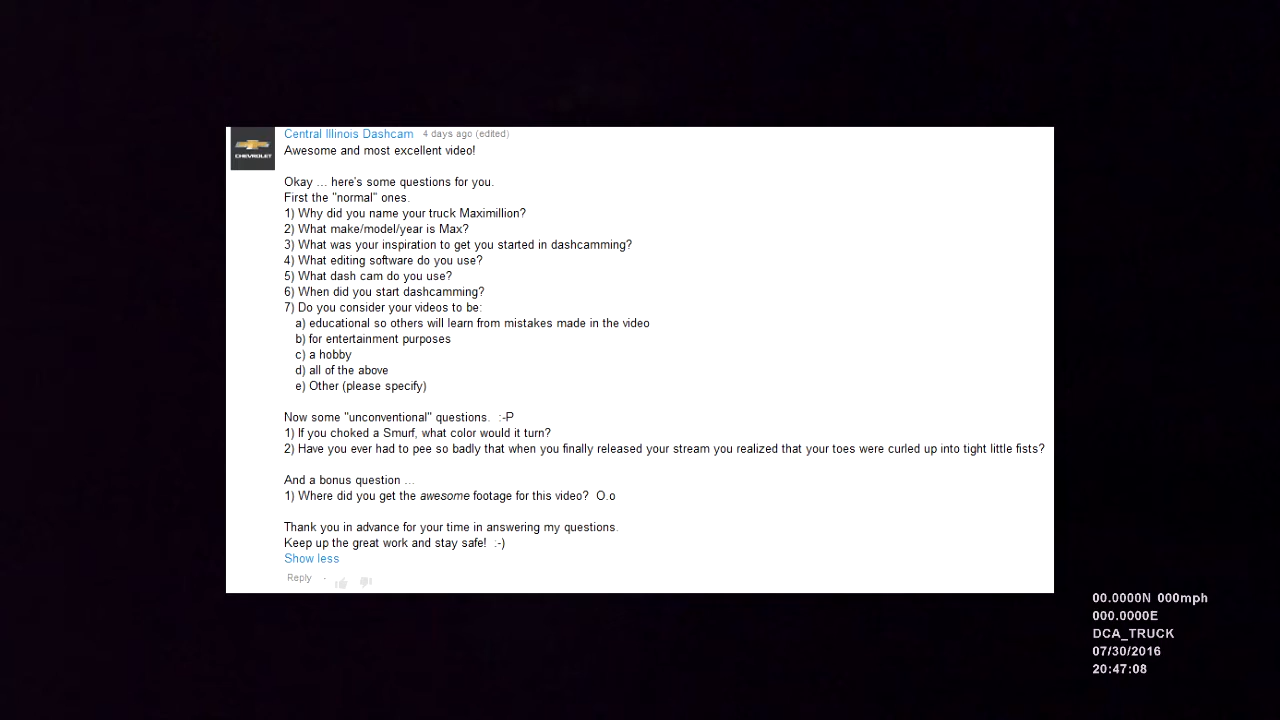 CHEVROLET
Central Illinois Dashcam 4 days ago (edited)
Awesome and most excellent video!
Okay ... here's some questions for you.
First the "normal" ones.
1) Why did you name your truck Maximillion?
2) What make/model/year is Max?
3) What was your inspiration to get you started in dashcamming?
4) What editing software do you use?
5) What dash cam do you use?
6) When did you start dashcamming?
7) Do you consider your videos to be:
a) educational so others will learn from mistakes made in the video
b) for entertainment purposes
c) a hobby
d) all of the above
e) Other (please specify)
Now some "unconventional" questions. :-P
1) If you choked a Smurf, what color would it turn?
2) Have you ever had to pee so badly that when you finally released your stream you realized that your toes were curled up into tight little fists?
And a bonus question ...
1) Where did you get the awesome footage for this video? O.o
Thank you in advance for your time in answering my questions.
Keep up the great work and stay safe! :-)
Show less
Reply ·
00.0000N 000mph
000.0000E
DCA_TRUCK
07/30/2016
20:47:08